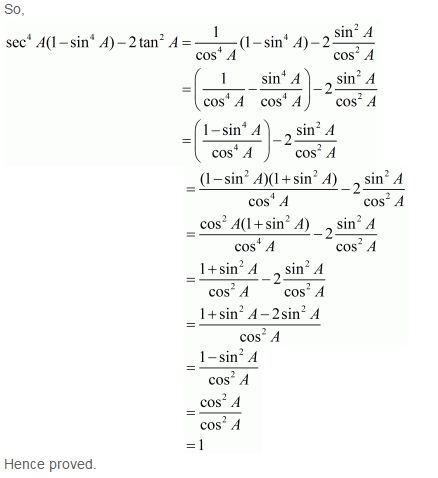 So,
sec⁴ A(1−sin⁴ A)−2 tan² A = 1/cos⁴ A (1−sin⁴ A)−2 sin² A/cos² A
= (1/cos⁴ A − sin⁴ A/cos⁴ A)−2 sin² A/cos² A
= ((1−sin⁴ A)/cos⁴ A)−2 sin² A/cos² A
= (1−sin² A)(1+sin² A)/cos⁴ A −2 sin² A/cos² A
= cos² A(1+sin² A)/cos⁴ A −2 sin² A/cos² A
= (1+sin² A)/cos² A −2 sin² A/cos² A
= (1+sin² A−2sin² A)/cos² A
= (1−sin² A)/cos² A
= cos² A/cos² A
=1
Hence proved.